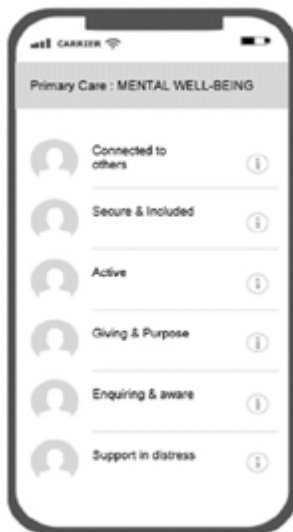 CARRIER
Primary Care : MENTAL WELL-BEING
Connected to
others
Secure & Included
Active
Giving & Purpose
Enquiring & aware
Support in distress